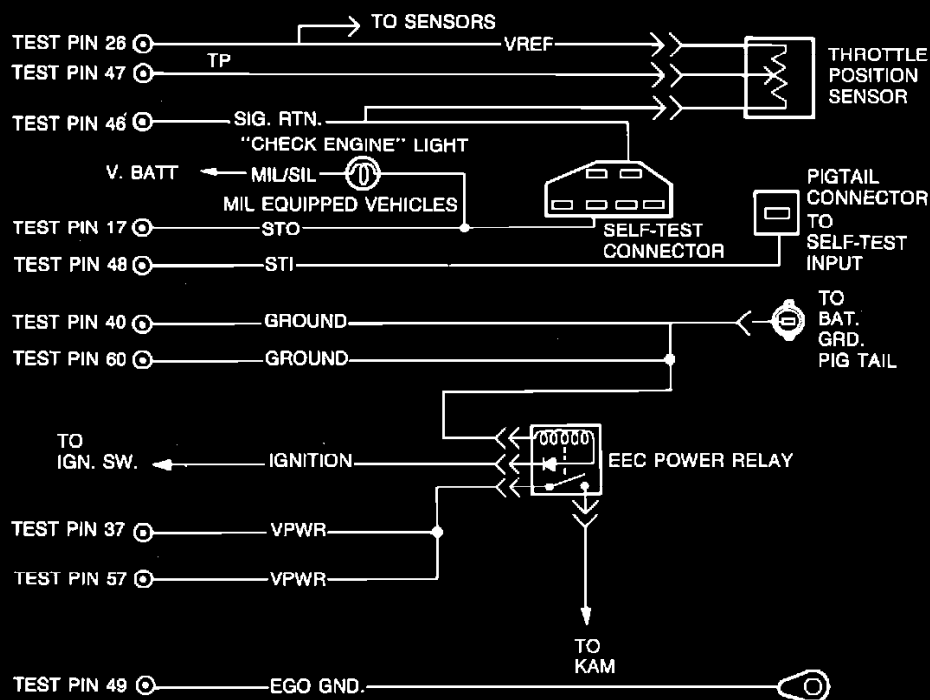 TO SENSORS
TEST PIN 26
VREF
TEST PIN 47
TP
THROTTLE
POSITION
SENSOR
TEST PIN 46
SIG. RTN.
"CHECK ENGINE" LIGHT
V. BATT
MIL/SIL
MIL EQUIPPED VEHICLES
PIGTAIL
CONNECTOR
TO
SELF-TEST
INPUT
TEST PIN 17
STO
SELF-TEST
CONNECTOR
TEST PIN 48
STI
TEST PIN 40
GROUND
TO
BAT.
GRD.
PIG TAIL
TEST PIN 60
GROUND
TO
IGN. SW.
IGNITION
EEC POWER RELAY
TEST PIN 37
VPWR
TEST PIN 57
VPWR
TO
KAM
TEST PIN 49
EGO GND.